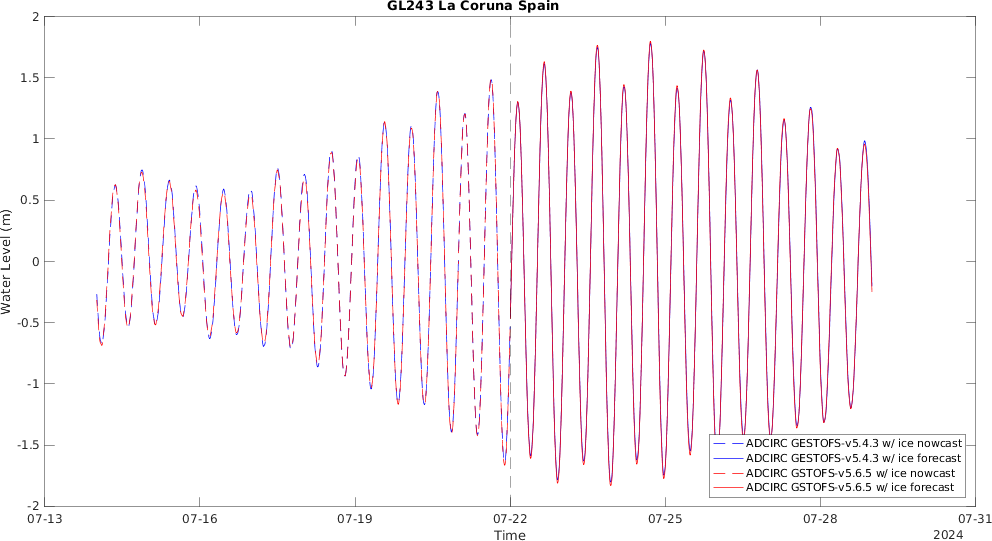 GL243 La Coruna Spain
2
1.5
1
0.5
0
-0.5
-1
-1.5
-2
Water Level (m)
ADCIRC GESTOFS-v5.4.3 w/ ice nowcast
ADCIRC GESTOFS-v5.4.3 w/ ice forecast
ADCIRC GSTOFS-v5.6.5 w/ ice nowcast
ADCIRC GSTOFS-v5.6.5 w/ ice forecast
07-13 07-16 07-19 07-22 07-25 07-28 07-31
Time
2024